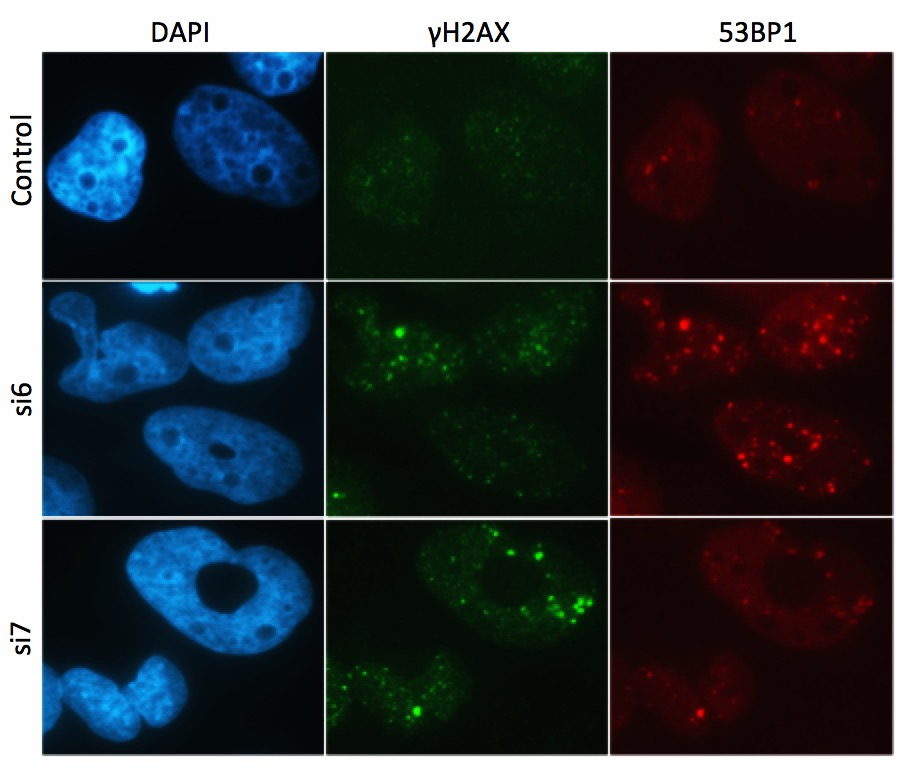 DAPI γH2AX 53BP1
Control
si6
si7